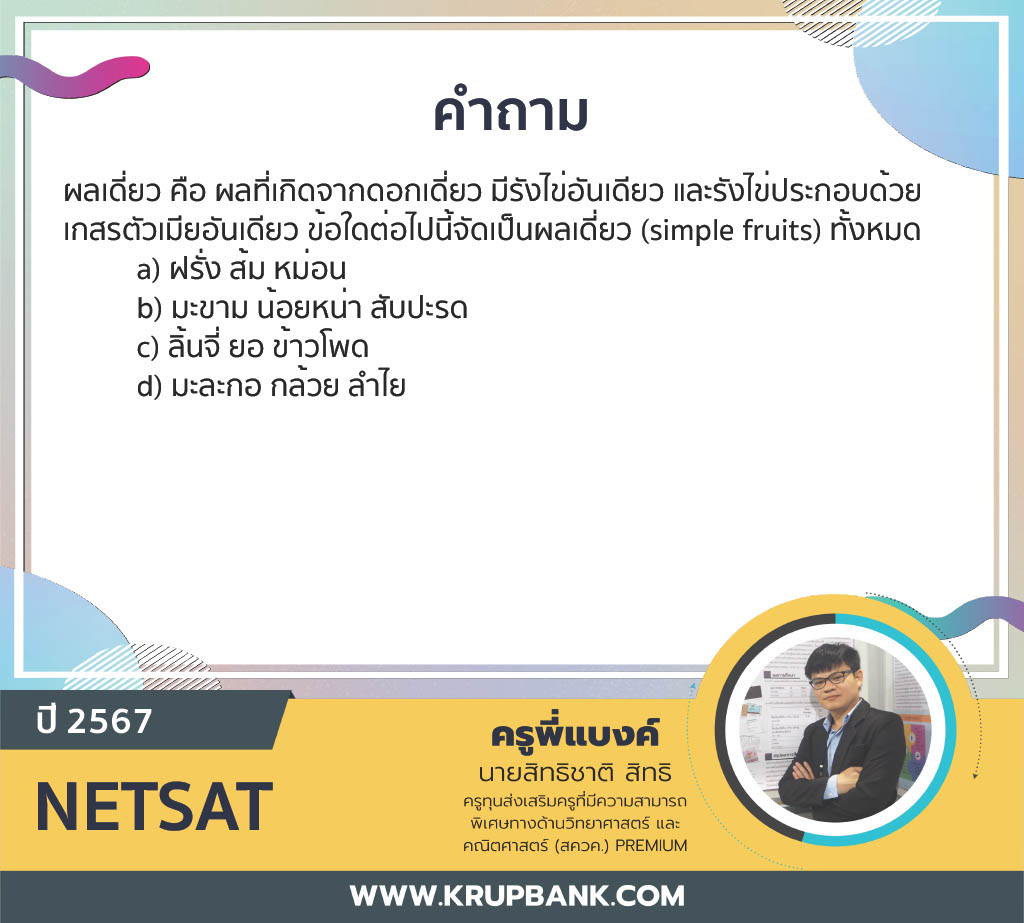 คำถาม
ผลเดี่ยว คือ ผลที่เกิดจากดอกเดี่ยว มีรังไข่อันเดียว และรังไข่ประกอบด้วย
เกสรตัวเมียอันเดียว ข้อใดต่อไปนี้จัดเป็นผลเดี่ยว (simple fruits) ทั้งหมด
a) ฝรั่ง ส้ม หม่อน
b) มะขาม น้อยหน่า สับปะรด
c) ลิ้นจี่ ยอ ข้าวโพด
d) มะละกอ กล้วย ลำไย
ปี 2567
NETSAT
ครูพี่แบงค์
นายสิทธิชาติ สิทธิ
ครูทุนส่งเสริมครูที่มีความสามารถ
พิเศษทางด้านวิทยาศาสตร์ และ
คณิตศาสตร์ (สควค.) PREMIUM
WWW.KRUPBANK.COM